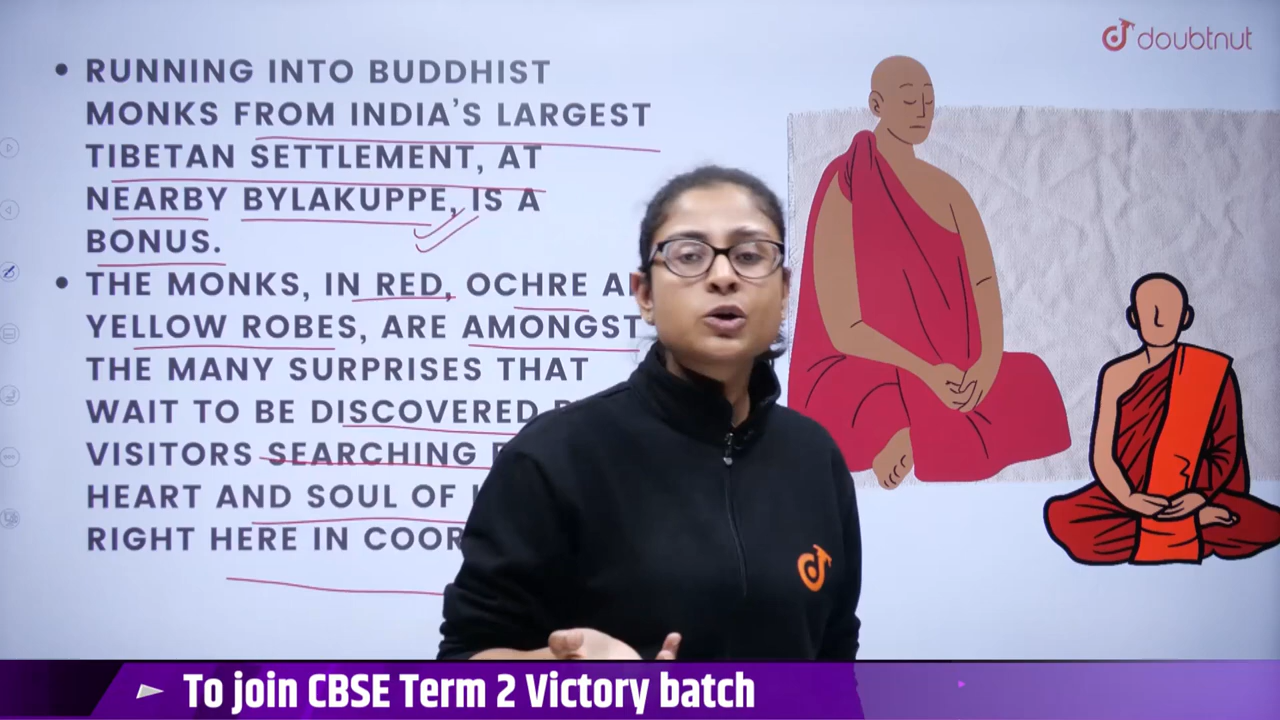 doubtnut
• RUNNING INTO BUDDHIST
MONKS FROM INDIA’S LARGEST
TIBETAN SETTLEMENT, AT
NEARBY BYLAKUPPE, IS A
BONUS.
• THE MONKS, IN RED, OCHRE
YELLOW ROBES, ARE AMONGST
THE MANY SURPRISES THAT
WAIT TO BE DISCOVERED
VISITORS SEARCHING
HEART AND SOUL OF
RIGHT HERE IN
To join CBSE Term 2 Victory batch